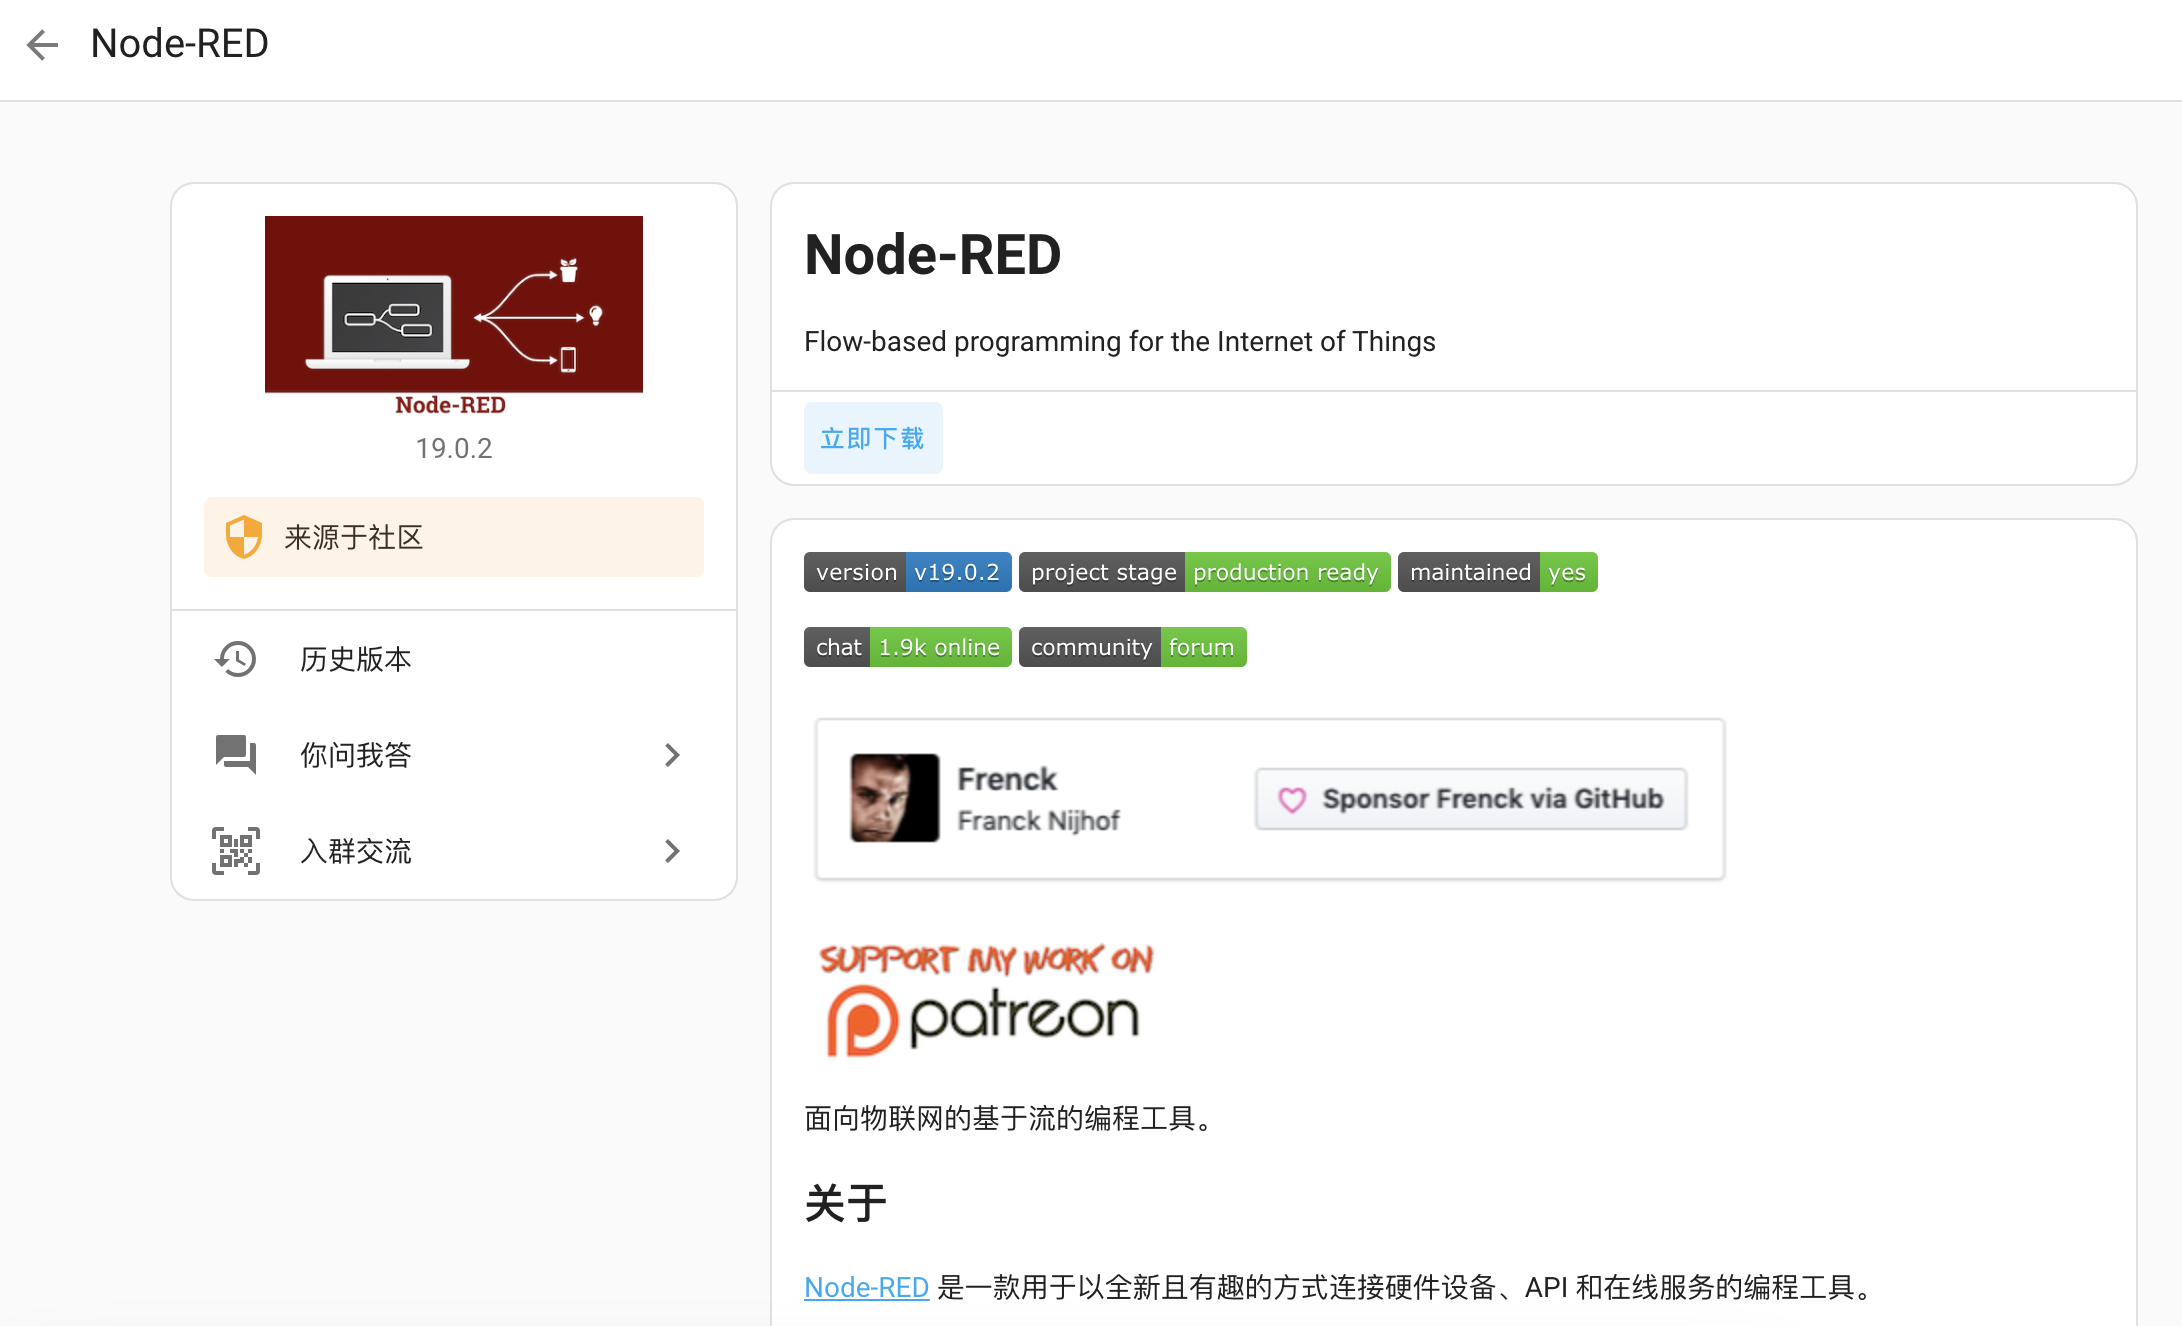 Node-RED
Node-RED
19.0.2
来源于社区
历史版本
你问我答
入群交流
Node-RED
Flow-based programming for the Internet of Things
立即下载
version v19.0.2 project stage production ready maintained yes
chat 1.9k online community forum
Frenck
Franck Nijhof
Sponsor Frenck via GitHub
SUPPORT MY WORK ON
patreon
面向物联网的基于流的编程工具。
关于
Node-RED 是一款用于以全新且有趣的方式连接硬件设备、API 和在线服务的编程工具。